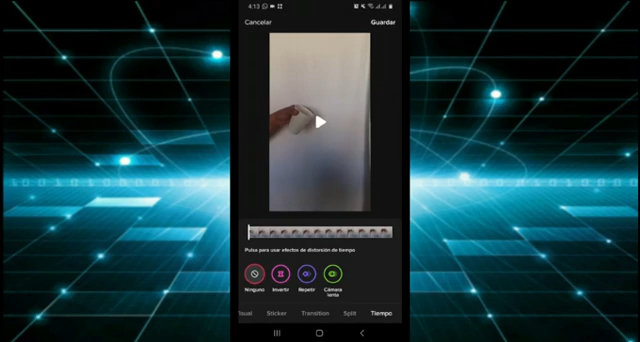 4:13
Cancelar
Guardar
Pulsa para usar efectos de distorsión de tiempo
Ninguno
Invertir
Repetir
Cámara
lenta
isual
Sticker
Transition
Split
Tiempo